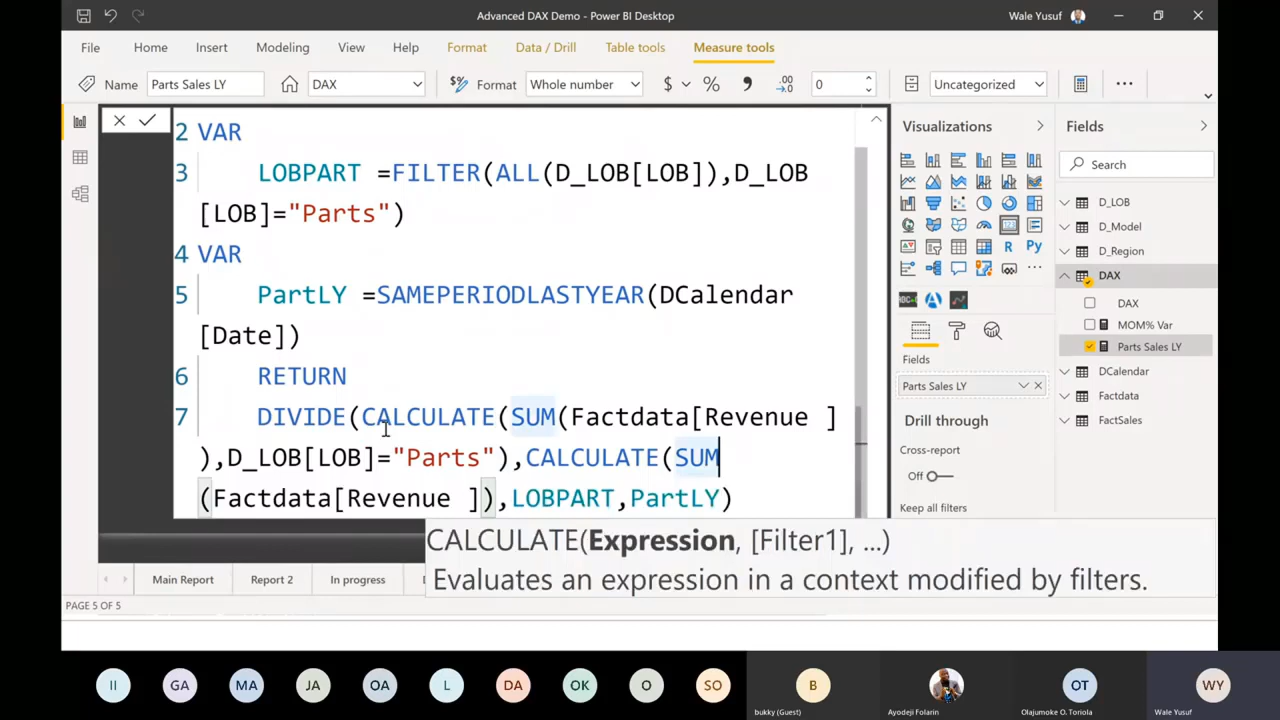 Advanced DAX Demo - Power BI Desktop
Wale Yusuf
File Home Insert Modeling View Help Format Data / Drill Table tools Measure tools
Name Parts Sales LY DAX Format Whole number $ % 0 Uncategorized ...
2 VAR
3 LOBPART =FILTER(ALL(D_LOB[LOB]),D_LOB
[LOB]="Parts")
4 VAR
5 PartLY =SAMEPERIODLASTYEAR(DCalendar
[Date])
6 RETURN
7 DIVIDE(CALCULATE(SUM(Factdata[Revenue ]
),D_LOB[LOB]="Parts"),CALCULATE(SUM
(Factdata[Revenue ]),LOBPART,PartLY)
CALCULATE(Expression, [Filter1], ...)
Evaluates an expression in a context modified by filters.
Visualizations
R Py
...
Fields
Parts Sales LY
Drill through
Cross-report
Off
Keep all filters
Fields
Search
D_LOB
D_Model
D_Region
DAX
DAX
MOM% Var
Parts Sales LY
DCalendar
Factdata
FactSales
Main Report Report 2 In progress
PAGE 5 OF 5
II GA MA JA OA L DA OK O SO B OT WY
bukky (Guest) Ayodeji Folarin Olajumoke O. Toriola Wale Yusuf